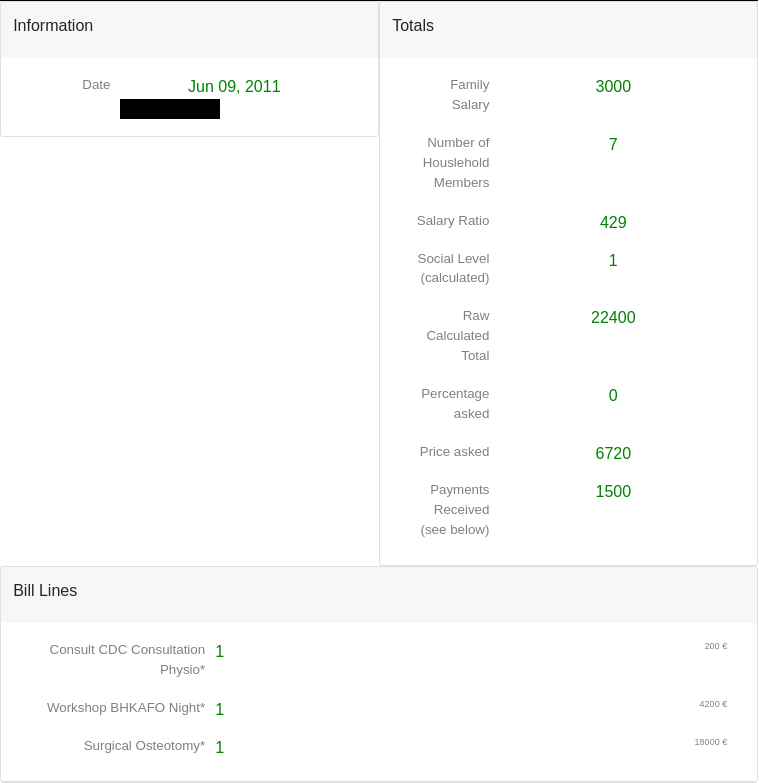 Information
Date Jun 09, 2011
Totals
Family 3000
Salary
Number of 7
Houslehold
Members
Salary Ratio 429
Social Level 1
(calculated)
Raw 22400
Calculated
Total
Percentage 0
asked
Price asked 6720
Payments 1500
Received
(see below)
Bill Lines
Consult CDC Consultation 1 200 €
Physio*
Workshop BHKAFO Night* 1 4200 €
Surgical Osteotomy* 1 18000 €